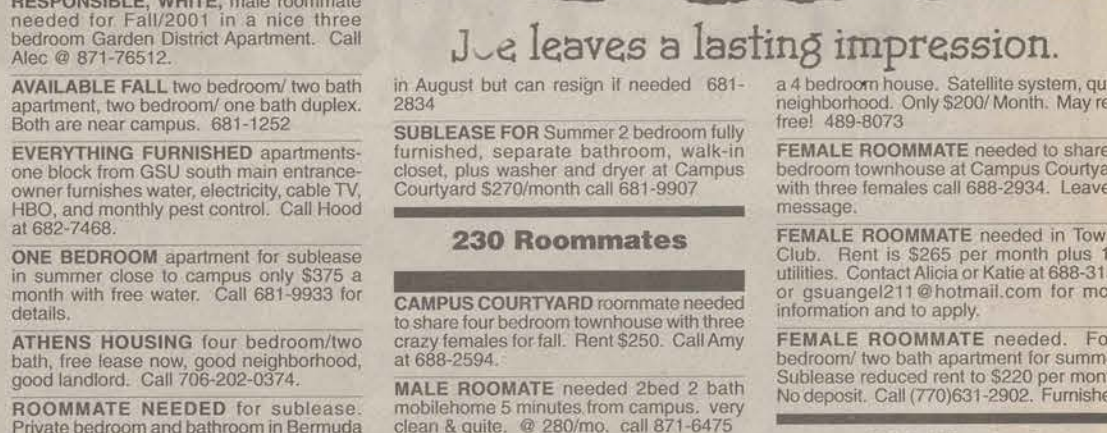 RESPONSIBLE, WHITE, male roommate
needed for Fall/2001 in a nice three
bedroom Garden District Apartment. Call
Alec @ 871-76512.
AVAILABLE FALL two bedroom/ two bath
apartment, two bedroom/ one bath duplex.
Both are near campus. 681-1252
EVERYTHING FURNISHED apartments-
one block from GSU south main entrance-
owner furnishes water, electricity, cable TV,
HBO, and monthly pest control. Call Hood
at 682-7468.
ONE BEDROOM apartment for sublease
in summer close to campus only $375 a
month with free water. Call 681-9933 for
details.
ATHENS HOUSING four bedroom/two
bath, free lease now, good neighborhood,
good landlord. Call 706-202-0374.
ROOMMATE NEEDED for sublease.
Private bedroom and bathroom in Bermuda
leaves a lasting impression.
in August but can resign if needed 681-
2834
SUBLEASE FOR Summer 2 bedroom fully
furnished, separate bathroom, walk-in
closet, plus washer and dryer at Campus
Courtyard $270/month call 681-9907
230 Roommates
CAMPUS COURTYARD roommate needed
to share four bedroom townhouse with three
crazy females for fall. Rent $250. Call Amy
at 688-2594.
MALE ROOMATE needed 2bed 2 bath
mobilehome 5 minutes from campus. very
clean & quite. @ 280/mo. call 871-6475
a 4 bedroom house. Satellite system,
neighborhood. Only $200/ Month. May
free! 489-8073
FEMALE ROOMMATE needed to share
bedroom townhouse at Campus
with three females call 688-2934. Leave
message.
FEMALE ROOMMATE needed in
Club. Rent is $265 per month plus
utilities. Contact Alicia or Katie at
or gsuangel211@hotmail.com for
information and to apply.
FEMALE ROOMMATE needed.
bedroom/ two bath apartment for
Sublease reduced rent to $220 per
No deposit. Call (770)631-2902.